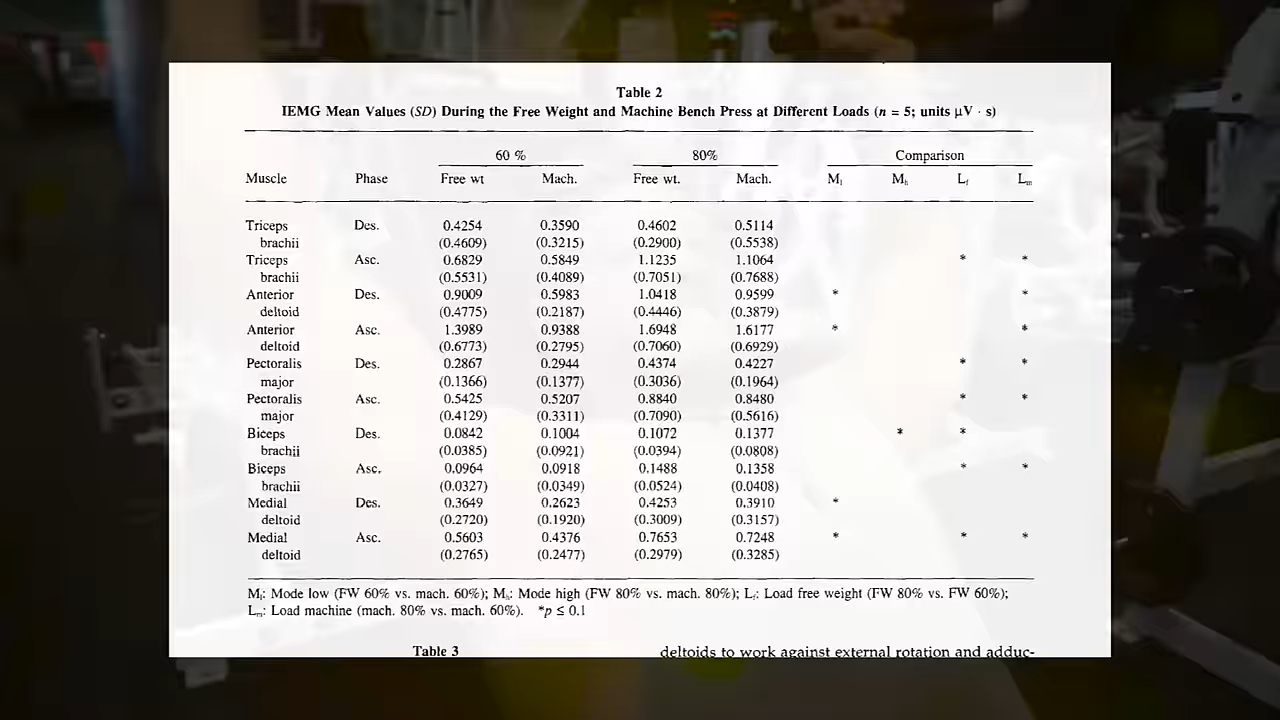 Table 2
IEMG Mean Values (SD) During the Free Weight and Machine Bench Press at Different Loads (n = 5; units μV · s)
60 % 80% Comparison
Muscle Phase Free wt Mach. Free wt. Mach. Ml Mh Lf Lm
Triceps Des. 0.4254 0.3590 0.4602 0.5114
brachii (0.4609) (0.3215) (0.2900) (0.5538)
Triceps Asc. 0.6829 0.5849 1.1235 1.1064 * *
brachii (0.5531) (0.4089) (0.7051) (0.7688)
Anterior Des. 0.9009 0.5983 1.0418 0.9599 * *
deltoid (0.4775) (0.2187) (0.4446) (0.3879)
Anterior Asc. 1.3989 0.9388 1.6948 1.6177 * *
deltoid (0.6773) (0.2795) (0.7060) (0.6929)
Pectoralis Des. 0.2867 0.2944 0.4374 0.4227 * *
major (0.1366) (0.1377) (0.3036) (0.1964)
Pectoralis Asc. 0.5425 0.5207 0.8840 0.8480 * *
major (0.4129) (0.3311) (0.7090) (0.5616)
Biceps Des. 0.0842 0.1004 0.1072 0.1377 * *
brachii (0.0385) (0.0921) (0.0394) (0.0808)
Biceps Asc. 0.0964 0.0918 0.1488 0.1358 * *
brachii (0.0327) (0.0349) (0.0524) (0.0408)
Medial Des. 0.3649 0.2623 0.4253 0.3910 *
deltoid (0.2720) (0.1920) (0.3009) (0.3157)
Medial Asc. 0.5603 0.4376 0.7653 0.7248 * * *
deltoid (0.2765) (0.2477) (0.2979) (0.3285)
Ml: Mode low (FW 60% vs. mach. 60%); Mh: Mode high (FW 80% vs. mach. 80%); Lf: Load free weight (FW 80% vs. FW 60%);
Lm: Load machine (mach. 80% vs. mach. 60%). *p ≤ 0.1
Table 3
deltoids to work against external rotation and adduc-